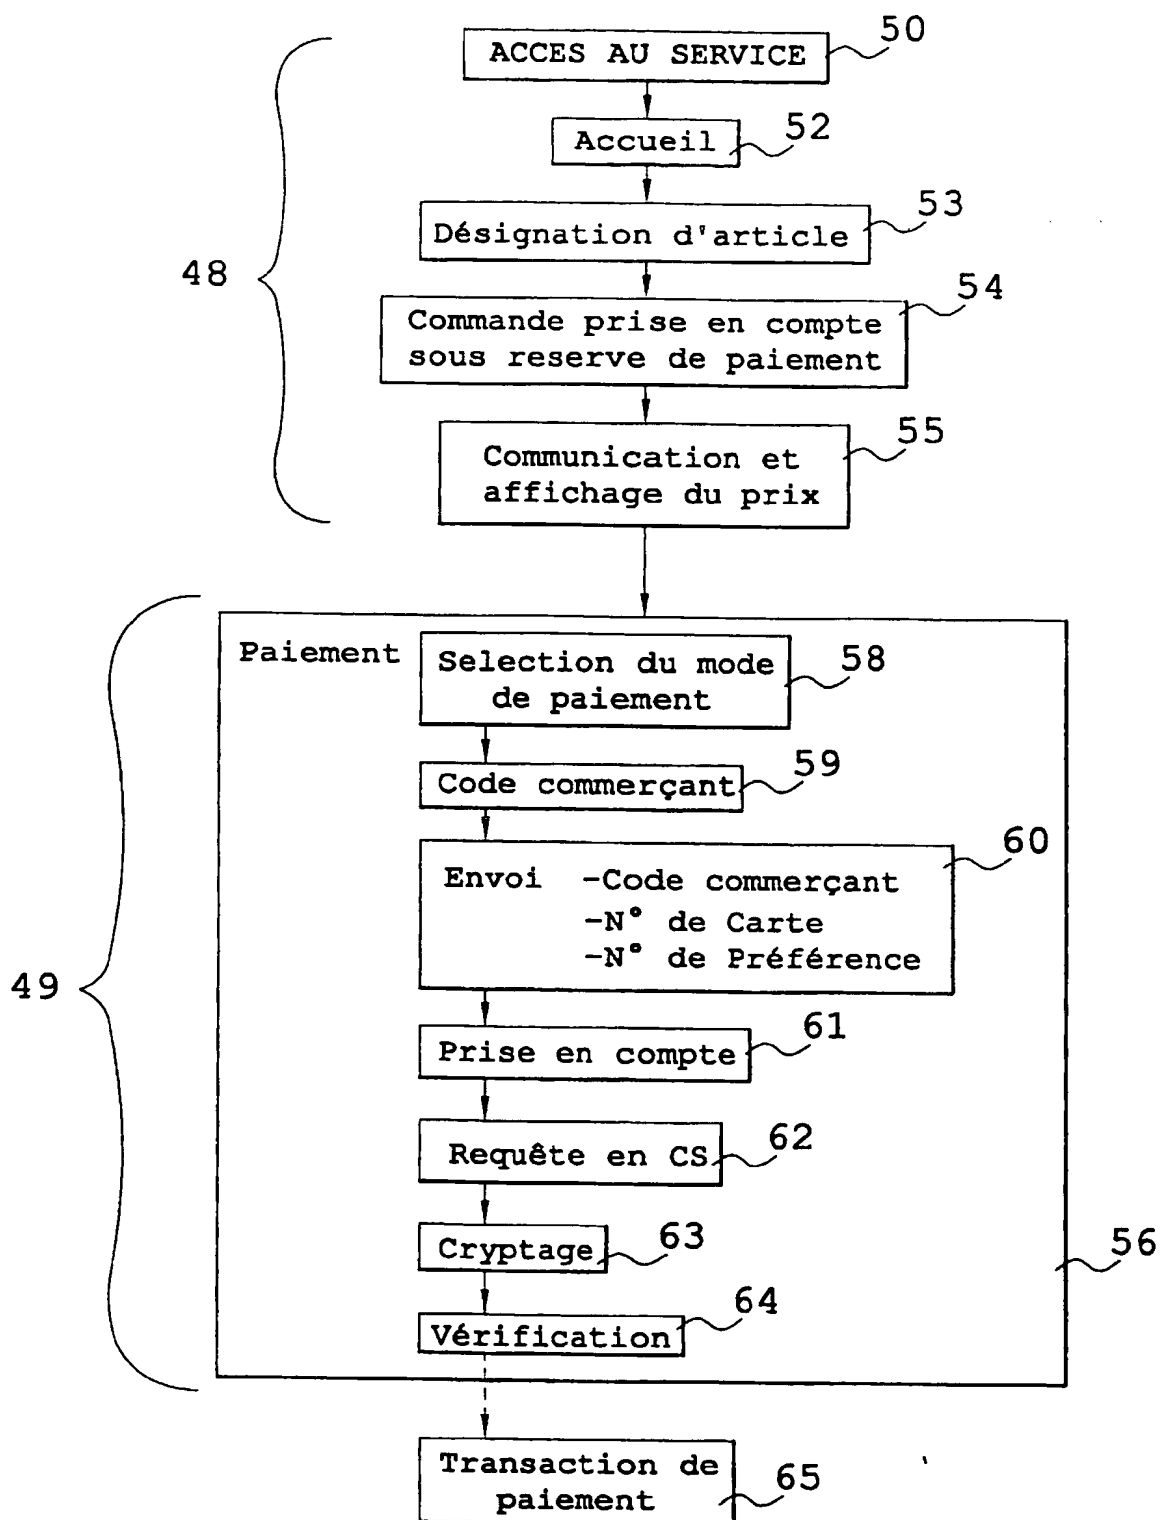 50
ACCES AU SERVICE
52
Accueil
53
Désignation d'article
48
54
Commande prise en compte
sous reserve de paiement
55
Communication et
affichage du prix
Paiement
Selection du mode
de paiement
58
Code commerçant
59
60
Envoi -Code commerçant
-N° de Carte
-N° de Préférence
49
61
Prise en compte
62
Requête en CS
63
Cryptage
56
64
Vérification
Transaction de
paiement
65